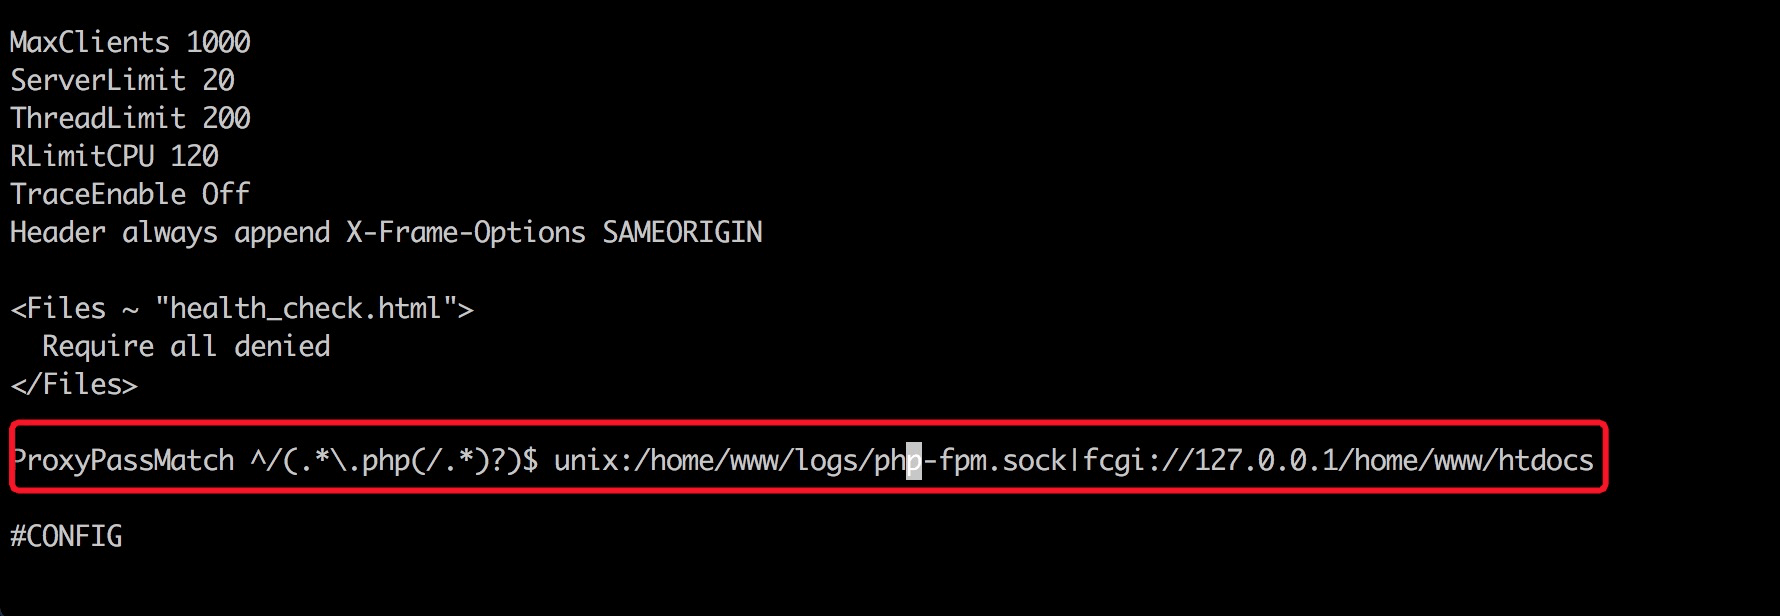 MaxClients 1000
ServerLimit 20
ThreadLimit 200
RLimitCPU 120
TraceEnable Off
Header always append X-Frame-Options SAMEORIGIN
<Files ~ "health_check.html">
  Require all denied
</Files>
ProxyPassMatch ^/(.*\.php(/.*)?)$ unix:/home/www/logs/php-fpm.sock|fcgi://127.0.0.1/home/www/htdocs
#CONFIG